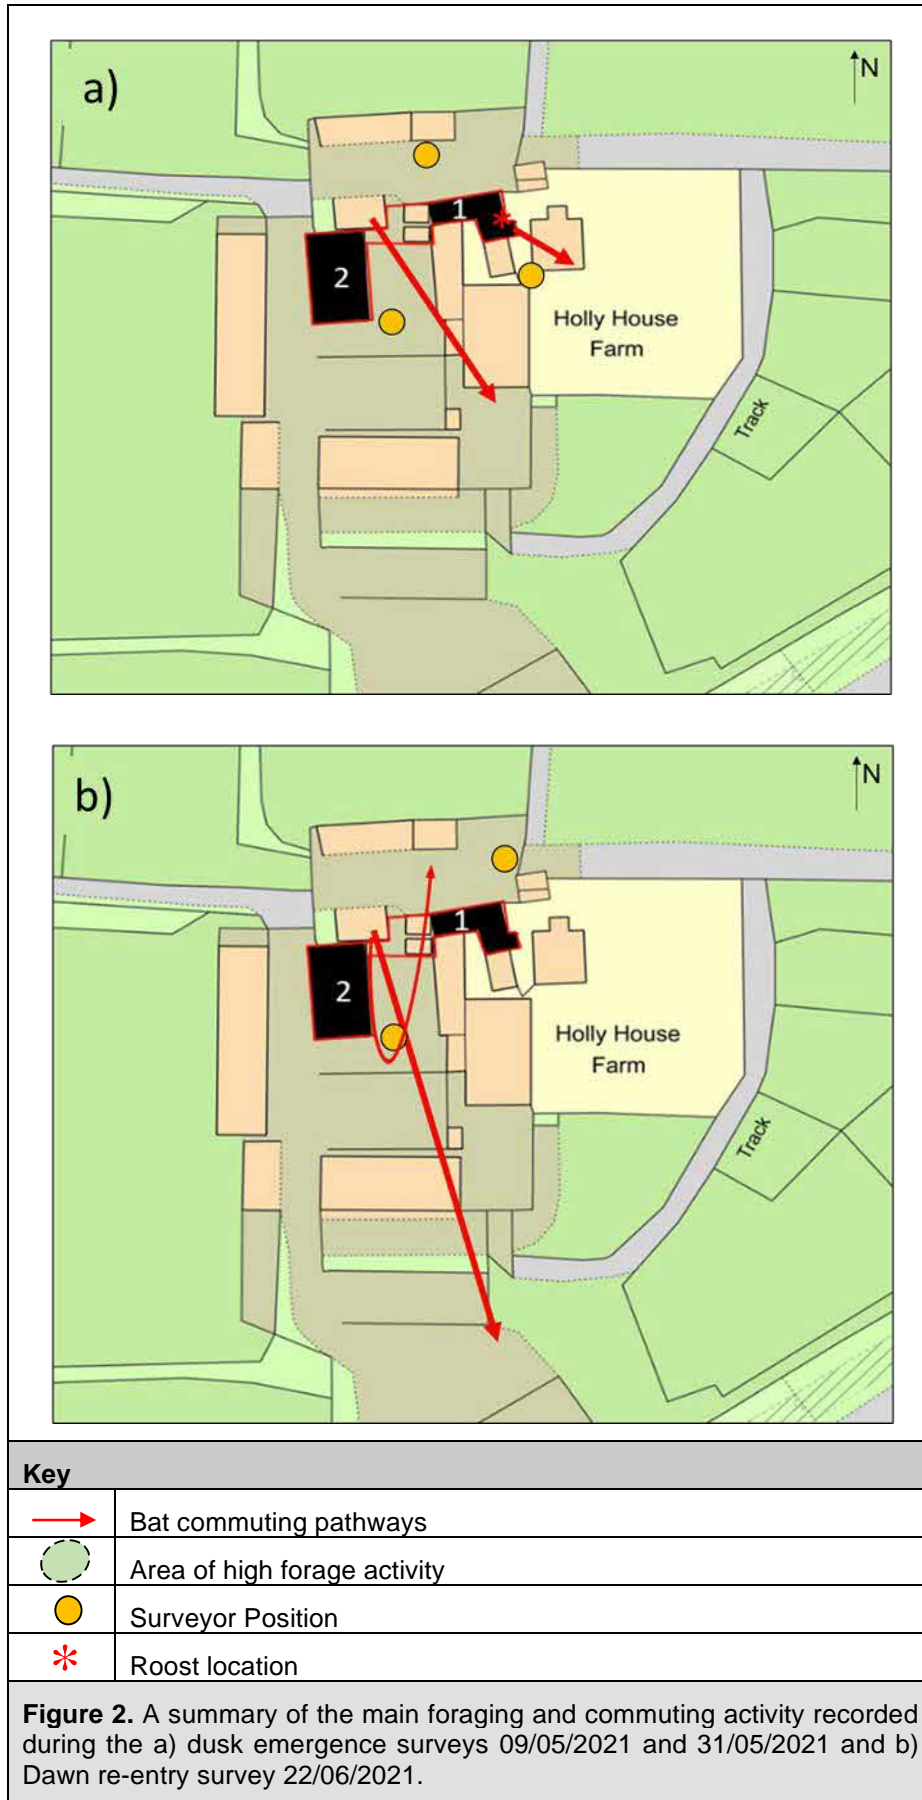 a)
N
1
2
Holly House
Farm
Track
b)
N
1
2
Holly House
Farm
Track
Key
Bat commuting pathways
Area of high forage activity
Surveyor Position
Roost location
Figure 2. A summary of the main foraging and commuting activity recorded
during the a) dusk emergence surveys 09/05/2021 and 31/05/2021 and b)
Dawn re-entry survey 22/06/2021.